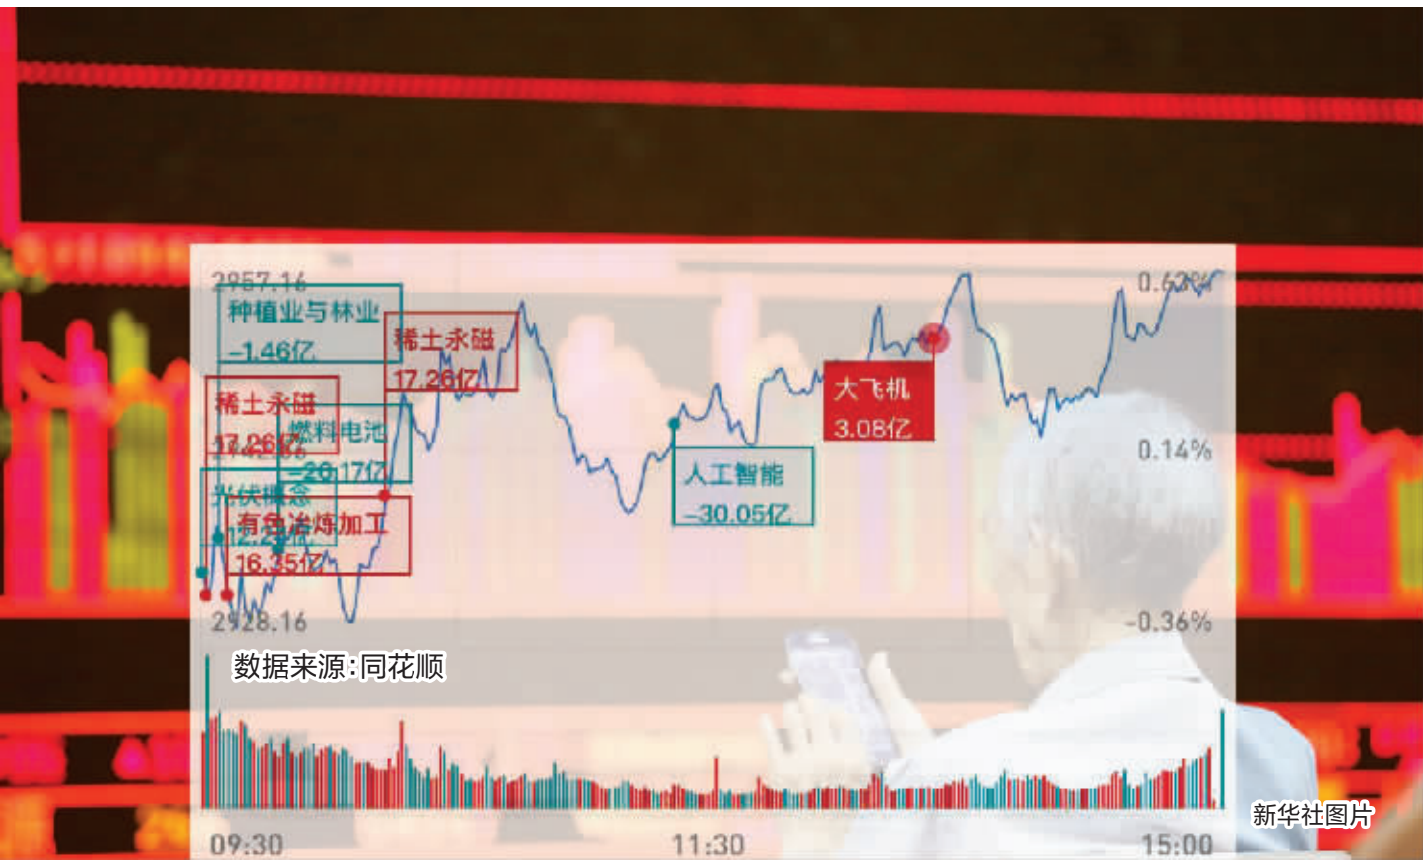 2957.16
0.63%
种植业与林业
-1.46亿
稀土永磁
17.26亿
稀土永磁
17.26亿
燃料电池
-20.17亿
光伏概念
有色冶炼加工
16.35亿
大飞机
3.08亿
0.14%
人工智能
-30.05亿
2928.16
-0.36%
数据来源:同花顺
新华社图片
09:30
11:30
15:00